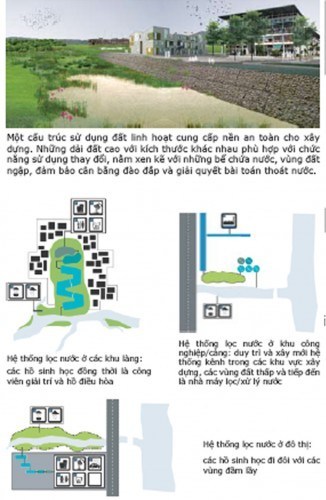 Một cấu trúc sử dụng đất linh hoạt cung cấp nền an toàn cho xây
dựng. Những dải đất cao với kích thước khác nhau phù hợp với chức
năng sử dụng thay đổi, nằm xen kẽ với những bể chứa nước, vùng đất
ngập, đảm bảo cân bằng đào đắp và giải quyết bài toán thoát nước.
Hệ thống lọc nước ở các khu làng:
các hồ sinh học đồng thời là công
viên giải trí và hồ điều hòa
Hệ thống lọc nước ở khu công
nghiệp/cảng: duy trì và xây mới hệ
thống kênh trong các khu vực xây
dựng, các vùng đất thấp và tiếp đến
là nhà máy lọc/xử lý nước
Hệ thống lọc nước ở đô thị:
các hồ sinh học đi đôi với các
vùng đầm lầy